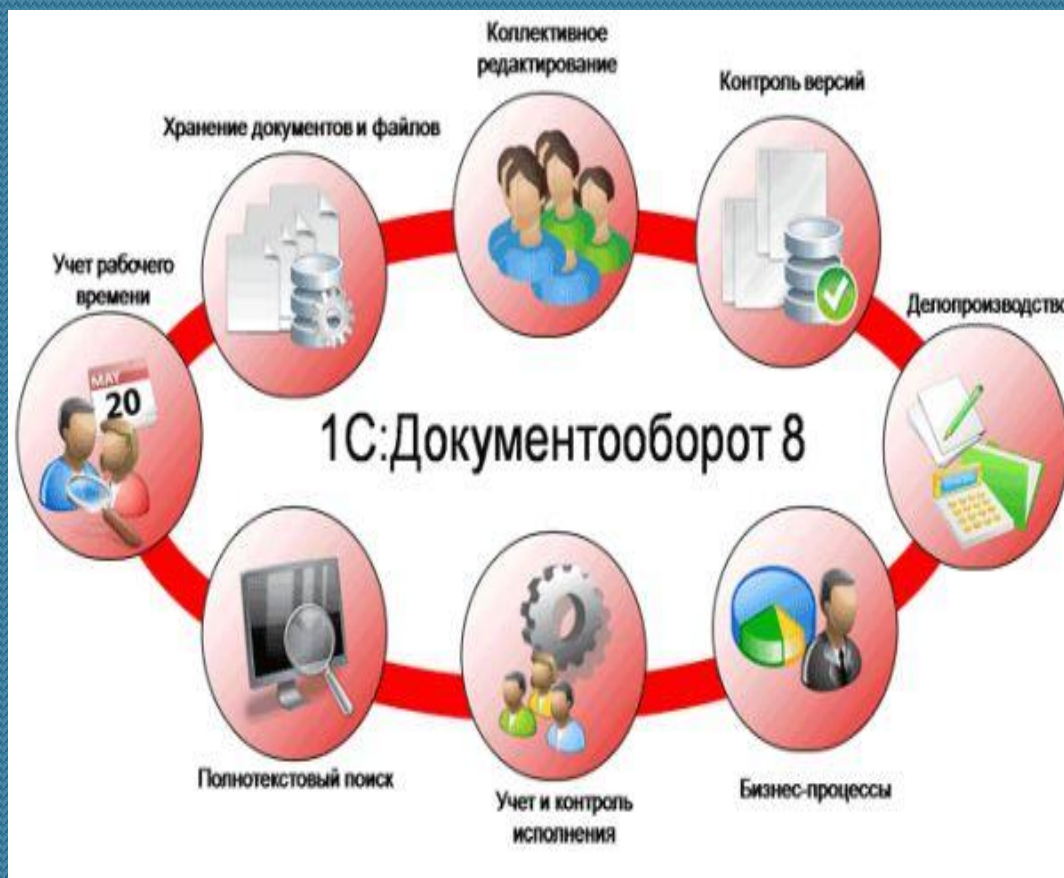 Коллективное
редактирование
Контроль версий
Хранение документов и файлов
Учет рабочего
времени
Делопроизводство
MAY
20
1С:Документооборот 8
Полнотекстовый поиск
Учет и контроль
исполнения
Бизнес-процессы